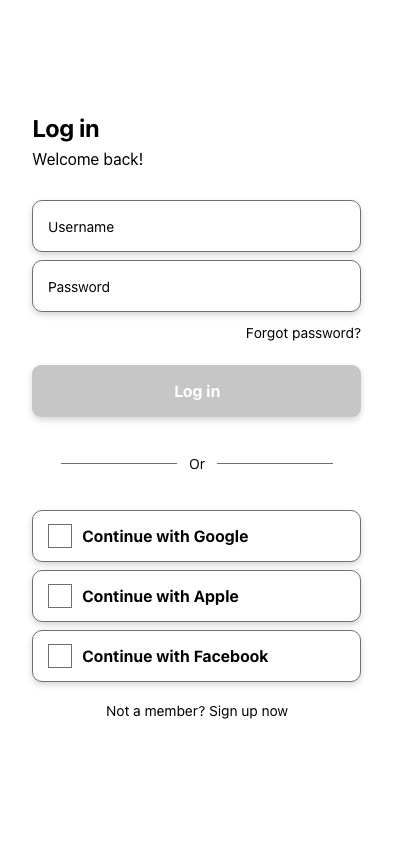 Log in
Welcome back!
Username
Password
Forgot password?
Log in
Or
Continue with Google
Continue with Apple
Continue with Facebook
Not a member? Sign up now